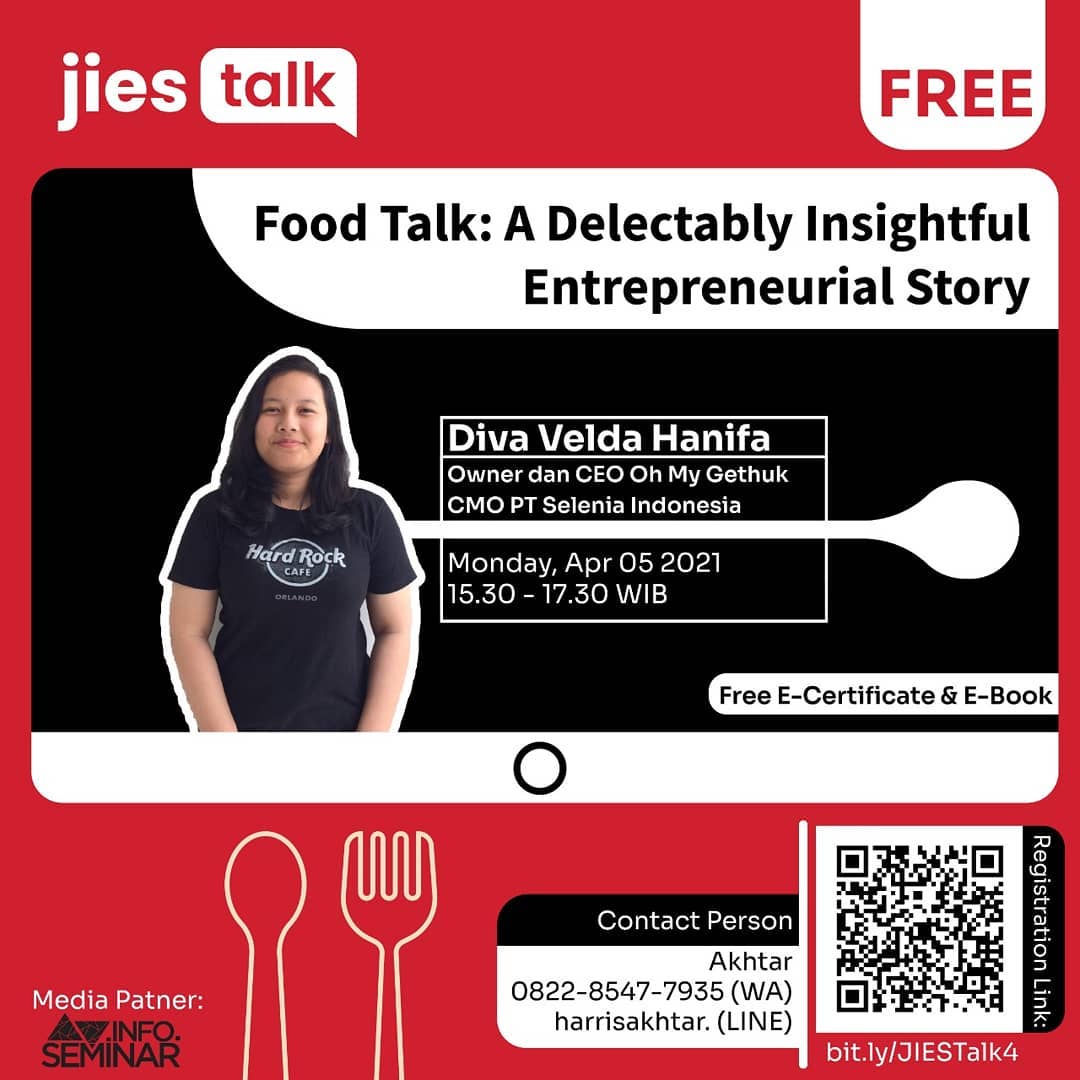 jies talk
FREE
Food Talk: A Delectably Insightful
Entrepreneurial Story
Diva Velda Hanifa
Owner dan CEO Oh My Gethuk
CMO PT Selenia Indonesia
Monday, Apr 05 2021
15.30 - 17.30 WIB
Hard Rock
CAFE
ORLANDO
Free E-Certificate & E-Book
Contact Person
Akhtar
0822-8547-7935 (WA)
harrisakhtar. (LINE)
Registration Link:
bit.ly/JIESTalk4
Media Patner:
.INFO.
SEMINAR